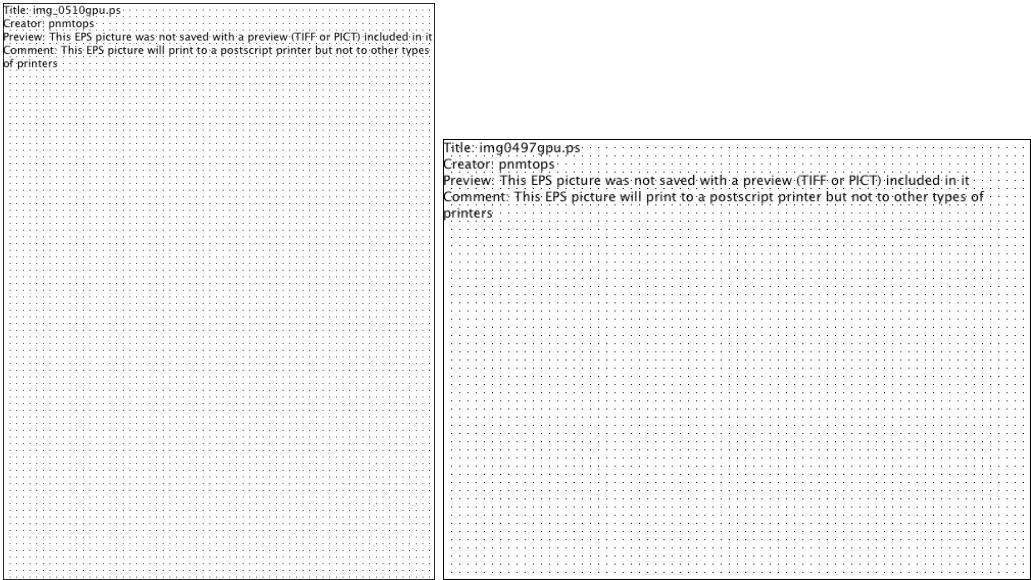 Title: img_0510gpu.ps
Creator: pnmtops
Preview: This EPS picture was not saved with a preview (TIFF or PICT) included in it
Comment: This EPS picture will print to a postscript printer but not to other types
of printers
Title: img0497gpu.ps
Creator: pnmtops
Preview: This EPS picture was not saved with a preview (TIFF or PICT) included in it
Comment: This EPS picture will print to a postscript printer but not to other types of
printers